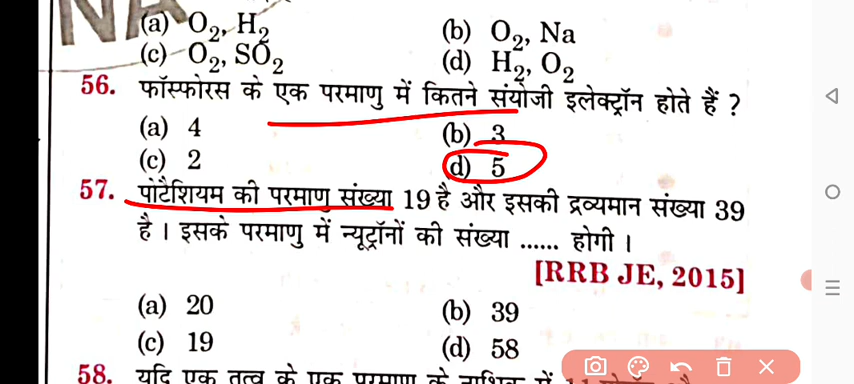 (a) O2, H2 (b) O2, Na
(c) O2, SO2 (d) H2, O2
56. फॉस्फोरस के एक परमाणु में कितने संयोजी इलेक्ट्रॉन होते हैं ?
(a) 4 (b) 3
(c) 2 (d) 5
57. पोटैशियम की परमाणु संख्या 19 है और इसकी द्रव्यमान संख्या 39
है । इसके परमाणु में न्यूट्रॉनों की संख्या ...... होगी ।
[RRB JE, 2015]
(a) 20 (b) 39
(c) 19 (d) 58
58. यदि एक तत्व के एक परमाणु के नाभिक में 11